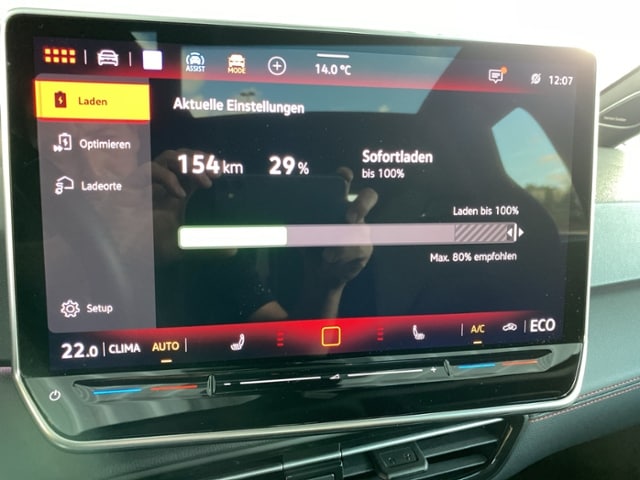 ASSIST
MODE
14.0 °C
12:07
Laden
Aktuelle Einstellungen
Optimieren
154 km 29 % Sofortladen
bis 100%
Ladeorte
Laden bis 100%
Max. 80% empfohlen
Setup
22.0 CLIMA AUTO A/C ECO